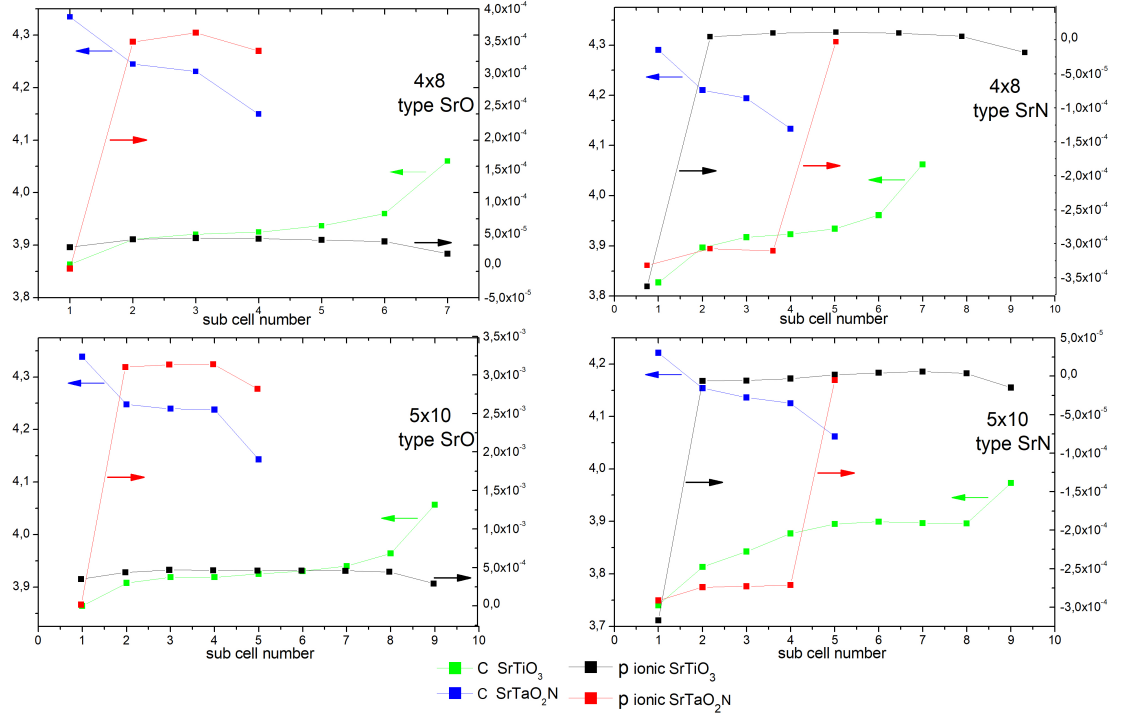 4,3
4,2
4,1
4,0
3,9
3,8
4x8
type SrO
4,0x10⁻⁴
3,5x10⁻⁴
3,0x10⁻⁴
2,5x10⁻⁴
2,0x10⁻⁴
1,5x10⁻⁴
1,0x10⁻⁴
5,0x10⁻⁵
0,0
-5,0x10⁻⁵
0 1 2 3 4 5 6 7
sub cell number
4,3
4,2
4,1
4,0
3,9
3,8
4x8
type SrN
0,0
-5,0x10⁻⁵
-1,0x10⁻⁴
-1,5x10⁻⁴
-2,0x10⁻⁴
-2,5x10⁻⁴
-3,0x10⁻⁴
-3,5x10⁻⁴
0 1 2 3 4 5 6 7 8 9 10
sub cell number
4,3
4,2
4,1
4,0
3,9
5x10
type SrO
3,5x10⁻³
3,0x10⁻³
2,5x10⁻³
2,0x10⁻³
1,5x10⁻³
1,0x10⁻³
5,0x10⁻⁴
0,0
0 1 2 3 4 5 6 7 8 9 10
sub cell number
4,2
4,1
4,0
3,9
3,8
3,7
5x10
type SrN
5,0x10⁻⁵
0,0
-5,0x10⁻⁵
-1,0x10⁻⁴
-1,5x10⁻⁴
-2,0x10⁻⁴
-2,5x10⁻⁴
-3,0x10⁻⁴
0 1 2 3 4 5 6 7 8 9 10
sub cell number
C SrTiO₃
p ionic SrTiO₃
C SrTaO₂N
p ionic SrTaO₂N